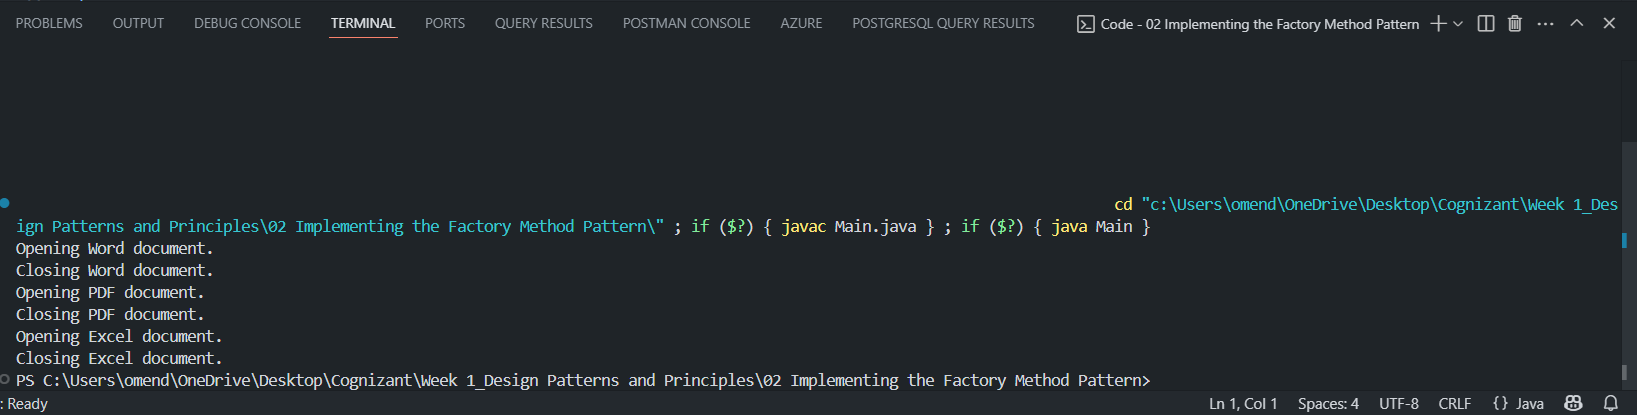 PROBLEMS OUTPUT DEBUG CONSOLE TERMINAL PORTS QUERY RESULTS POSTMAN CONSOLE AZURE POSTGRESQL QUERY RESULTS Code - 02 Implementing the Factory Method Pattern
cd "c:\Users\omend\OneDrive\Desktop\Cognizant\Week 1_Des
ign Patterns and Principles\02 Implementing the Factory Method Pattern\" ; if ($?) { javac Main.java } ; if ($?) { java Main }
Opening Word document.
Closing Word document.
Opening PDF document.
Closing PDF document.
Opening Excel document.
Closing Excel document.
PS C:\Users\omend\OneDrive\Desktop\Cognizant\Week 1_Design Patterns and Principles\02 Implementing the Factory Method Pattern>
: Ready Ln 1, Col 1 Spaces: 4 UTF-8 CRLF {} Java